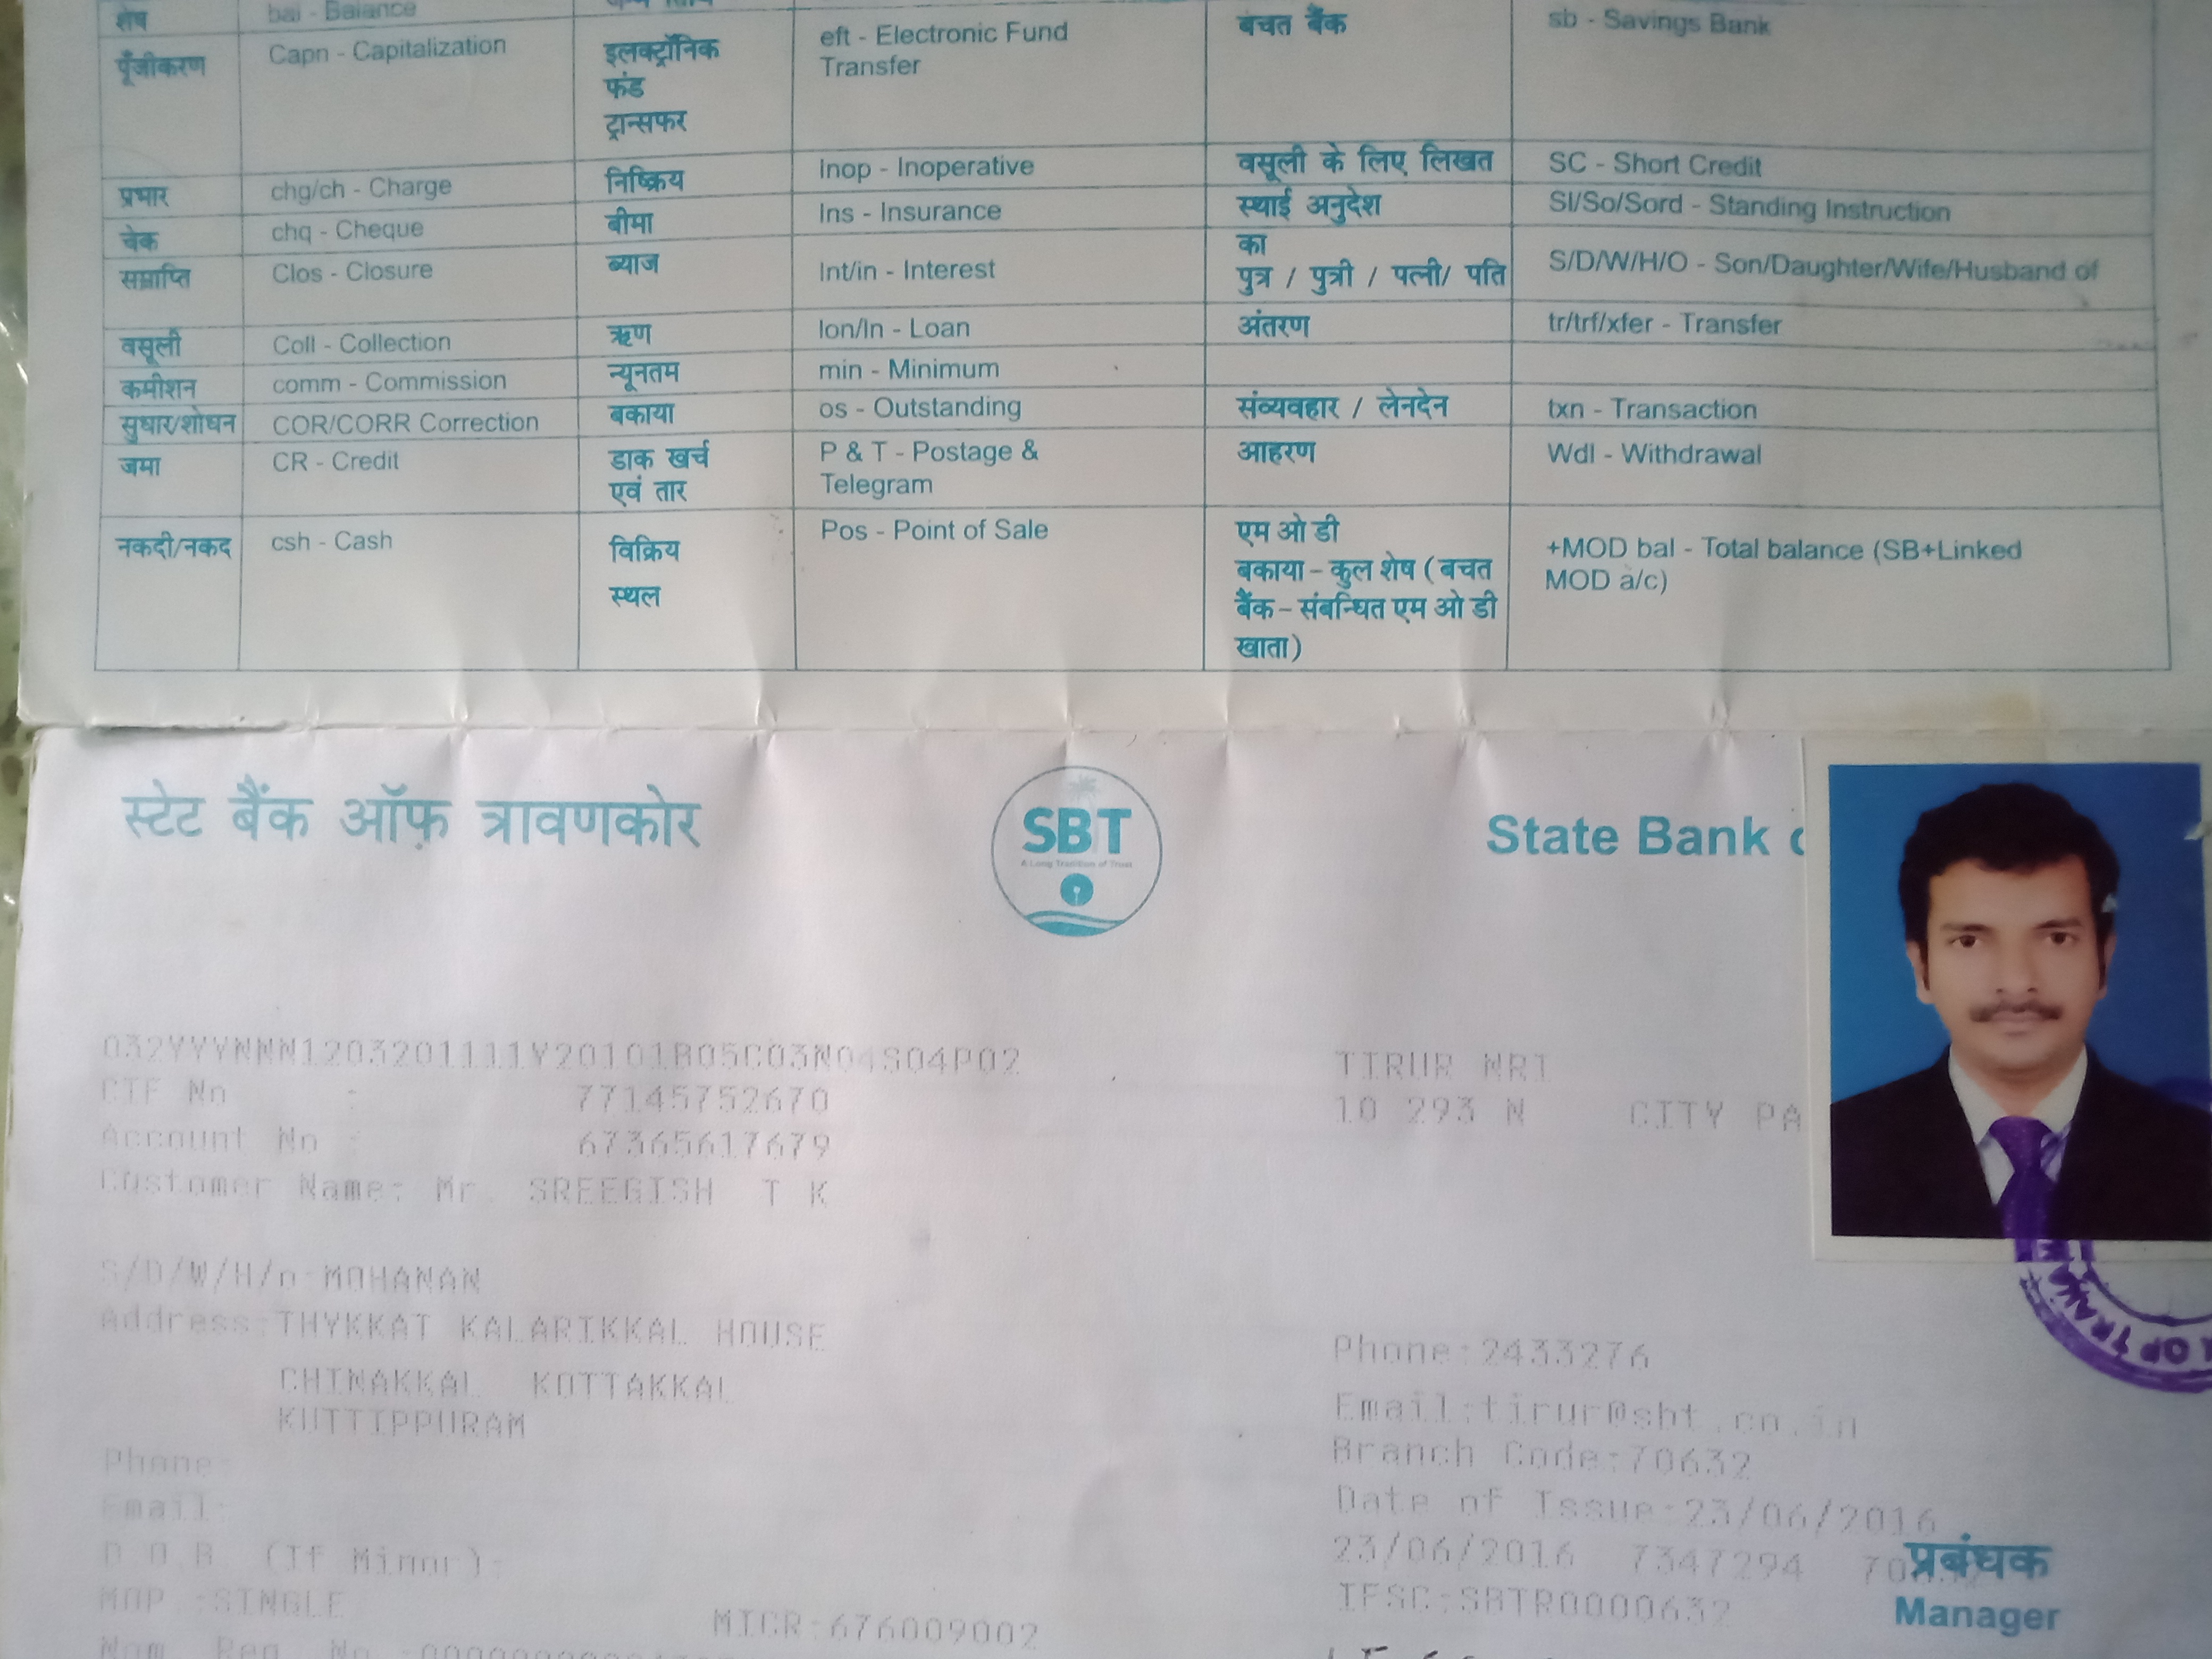 शेष bal - Balance
पूँजीकरण Capn - Capitalization इलक्ट्रॉनिक फंड ट्रान्सफर eft - Electronic Fund Transfer बचत बैंक sb - Savings Bank
प्रभार chg/ch - Charge निष्क्रिय Inop - Inoperative वसूली के लिए लिखत SC - Short Credit
चेक chq - Cheque बीमा Ins - Insurance स्थाई अनुदेश SI/So/Sord - Standing Instruction
समाप्ति Clos - Closure ब्याज Int/in - Interest का पुत्र / पुत्री / पत्नी/ पति S/D/W/H/O - Son/Daughter/Wife/Husband of
वसूली Coll - Collection ऋण lon/ln - Loan अंतरण tr/trf/xfer - Transfer
कमीशन comm - Commission न्यूनतम min - Minimum
सुधार/शोधन COR/CORR Correction बकाया os - Outstanding संव्यवहार / लेनदेन txn - Transaction
जमा CR - Credit डाक खर्च एवं तार P & T - Postage & Telegram आहरण Wdl - Withdrawal
नकदी/नकद csh - Cash विक्रिय स्थल Pos - Point of Sale एम ओ डी बकाया – कुल शेष ( बचत बैंक – संबन्धित एम ओ डी खाता) +MOD bal - Total balance (SB+Linked MOD a/c)
स्टेट बैंक ऑफ़ त्रावणकोर SBT State Bank
A Long Tradition of Trust
032YYYNNN1203201111Y20101B05C03N04S04P02
CIF No : 77145752670
Account No : 67365617679
Customer Name: Mr. SREEGISH T K
S/D/W/H/o:MOHANAN
Address:THYKKAT KALARIKKAL HOUSE
CHINAKKAL KOTTAKKAL
KUTTIPPURAM
Phone:
Email:
D.O.B. (If Minor):
MOP :SINGLE
MICR:676009002
Nom. Reg. No.
TIRUR NRI
10 293 N CITY PA
Phone:2433276
Email:tirur@sbt.co.in
Branch Code:70632
Date of Issue:23/06/2016
23/06/2016 7347294
IFSC:SBTR0000632
प्रबंधक
Manager
OF TRAVA